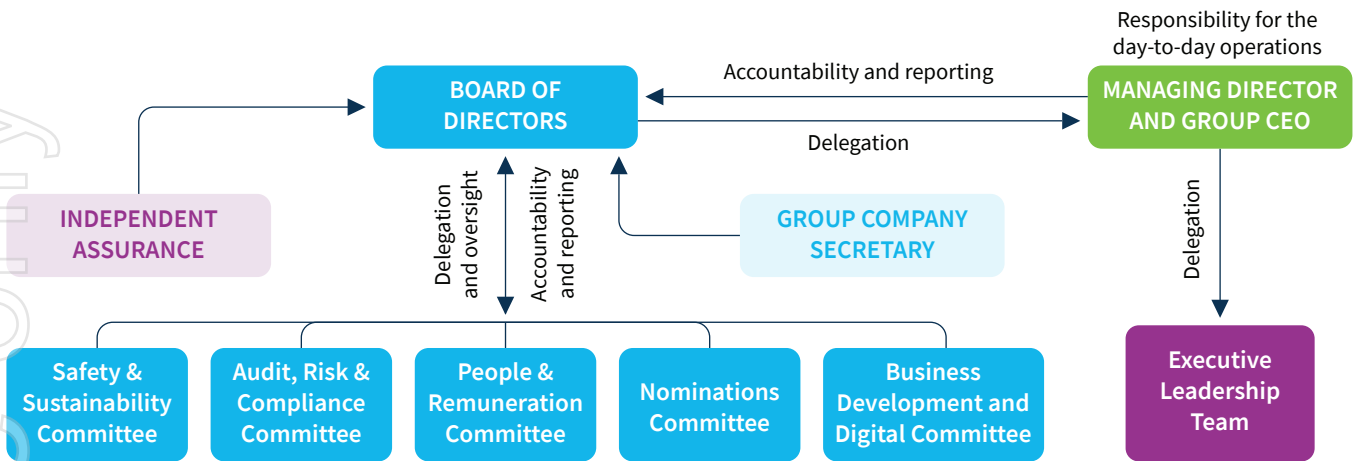 Responsibility for the
day-to-day operations
Accountability and reporting
BOARD OF
DIRECTORS
MANAGING DIRECTOR
AND GROUP CEO
Delegation
INDEPENDENT
ASSURANCE
Delegation
and oversight
Accountability
and reporting
GROUP COMPANY
SECRETARY
Delegation
Safety &
Sustainability
Committee
Audit, Risk &
Compliance
Committee
People &
Remuneration
Committee
Nominations
Committee
Business
Development and
Digital Committee
Executive
Leadership
Team